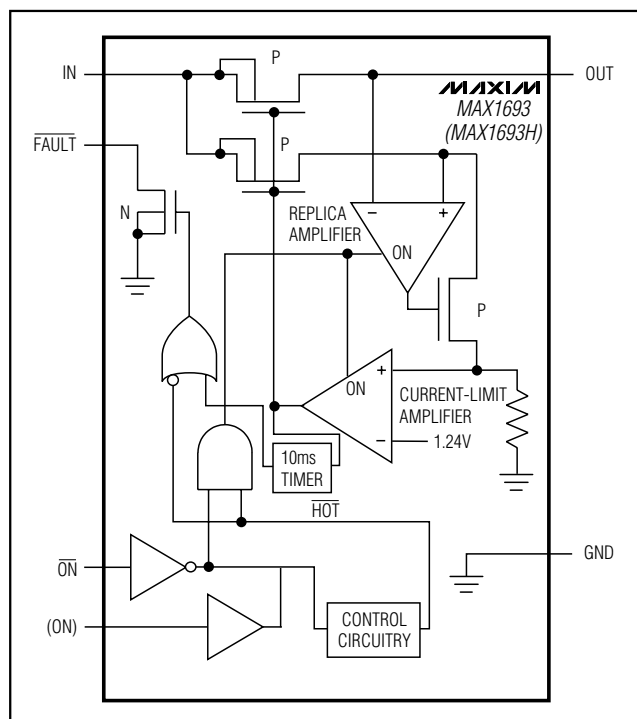 P
IN
OUT
MAXIM
MAX1693
(MAX1693H)
FAULT
P
N
REPLICA
AMPLIFIER
−
+
ON
P
+
ON
CURRENT-LIMIT
AMPLIFIER
−
1.24V
10ms
TIMER
HOT
ON
GND
(ON)
CONTROL
CIRCUITRY